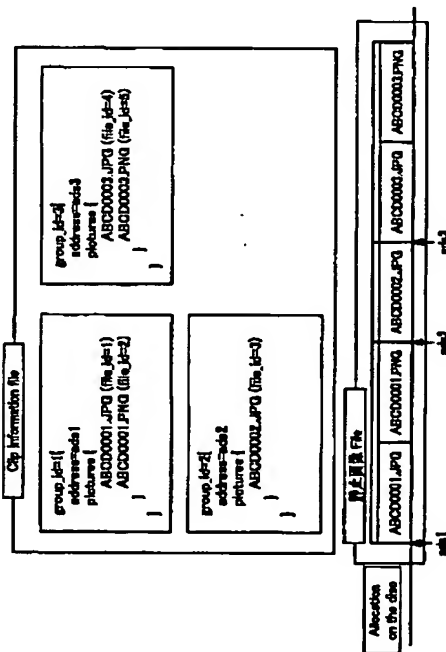 Clip Information file
group_id=1{
address=ads1
pictures {
ABCD0001.JPG (file_id=1)
ABCD0001.PNG (file_id=2)
}
}
group_id=2{
address=ads2
pictures {
ABCD0002.JPG (file_id=3)
}
}
group_id=3{
address=ads3
pictures {
ABCD0003.JPG (file_id=4)
ABCD0003.PNG (file_id=5)
}
}
静止画像 File
Allocation
on the disc
ABCD0001.JPG
ABCD0001.PNG
ABCD0002.JPG
ABCD0003.JPG
ABCD0003.PNG
ads1
ads2
ads3